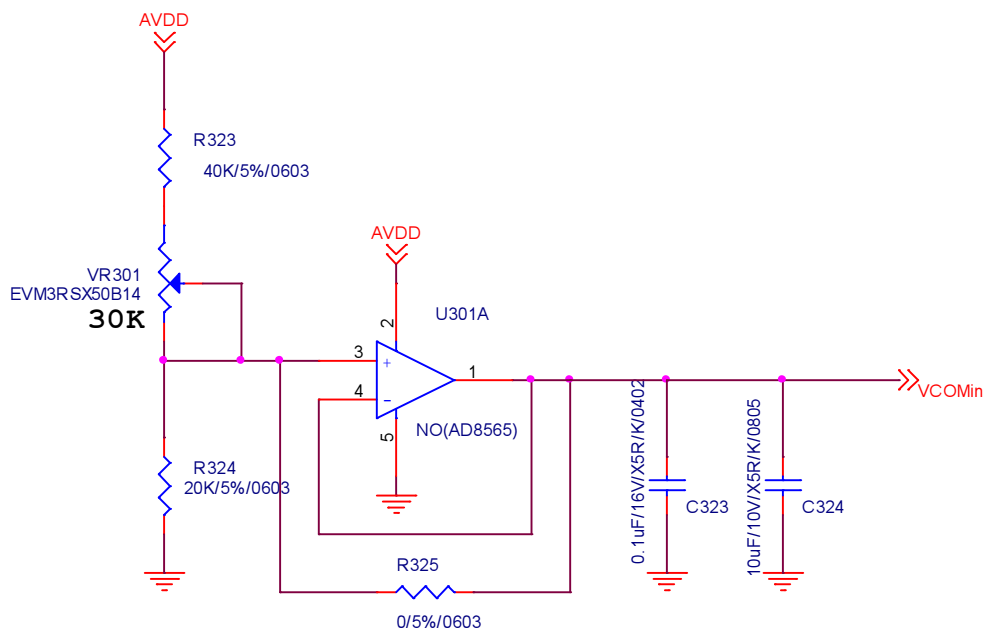 AVDD
R323
40K/5%/0603
VR301
EVM3RSX50B14
30K
AVDD
U301A
2
3
+
1
4
-
5
NO(AD8565)
VCOMin
R324
20K/5%/0603
0.1uF/16V/X5R/K/0402
C323
10uF/10V/X5R/K/0805
C324
R325
0/5%/0603